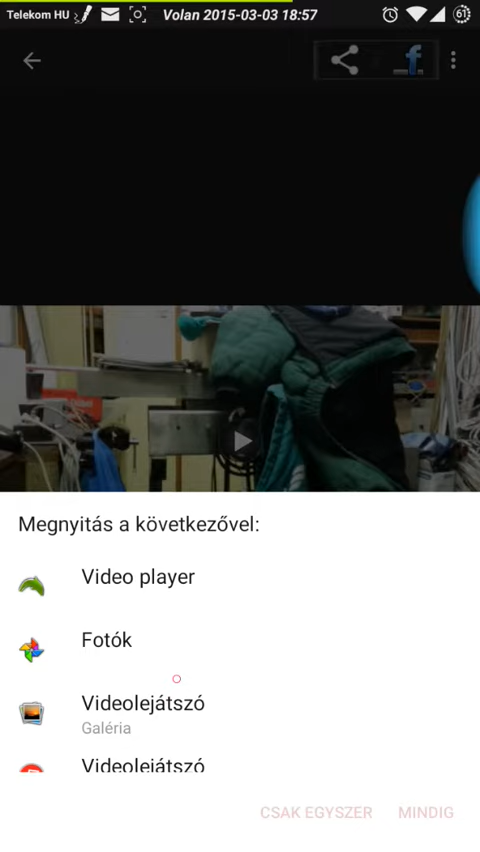 Telekom HU
Volan 2015-03-03 18:57
61
Megnyitás a következővel:
Video player
Fotók
Videolejátszó
Galéria
Videolejátszó
CSAK EGYSZER MINDIG